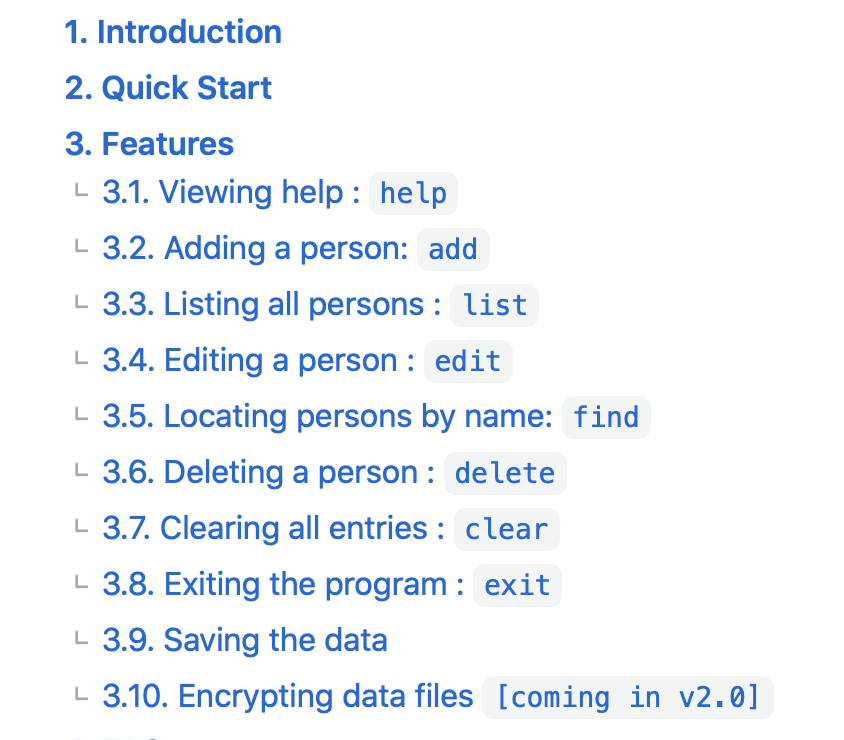 1. Introduction
2. Quick Start
3. Features
3.1. Viewing help : help
3.2. Adding a person: add
3.3. Listing all persons : list
3.4. Editing a person : edit
3.5. Locating persons by name: find
3.6. Deleting a person : delete
3.7. Clearing all entries : clear
3.8. Exiting the program : exit
3.9. Saving the data
3.10. Encrypting data files [coming in v2.0]